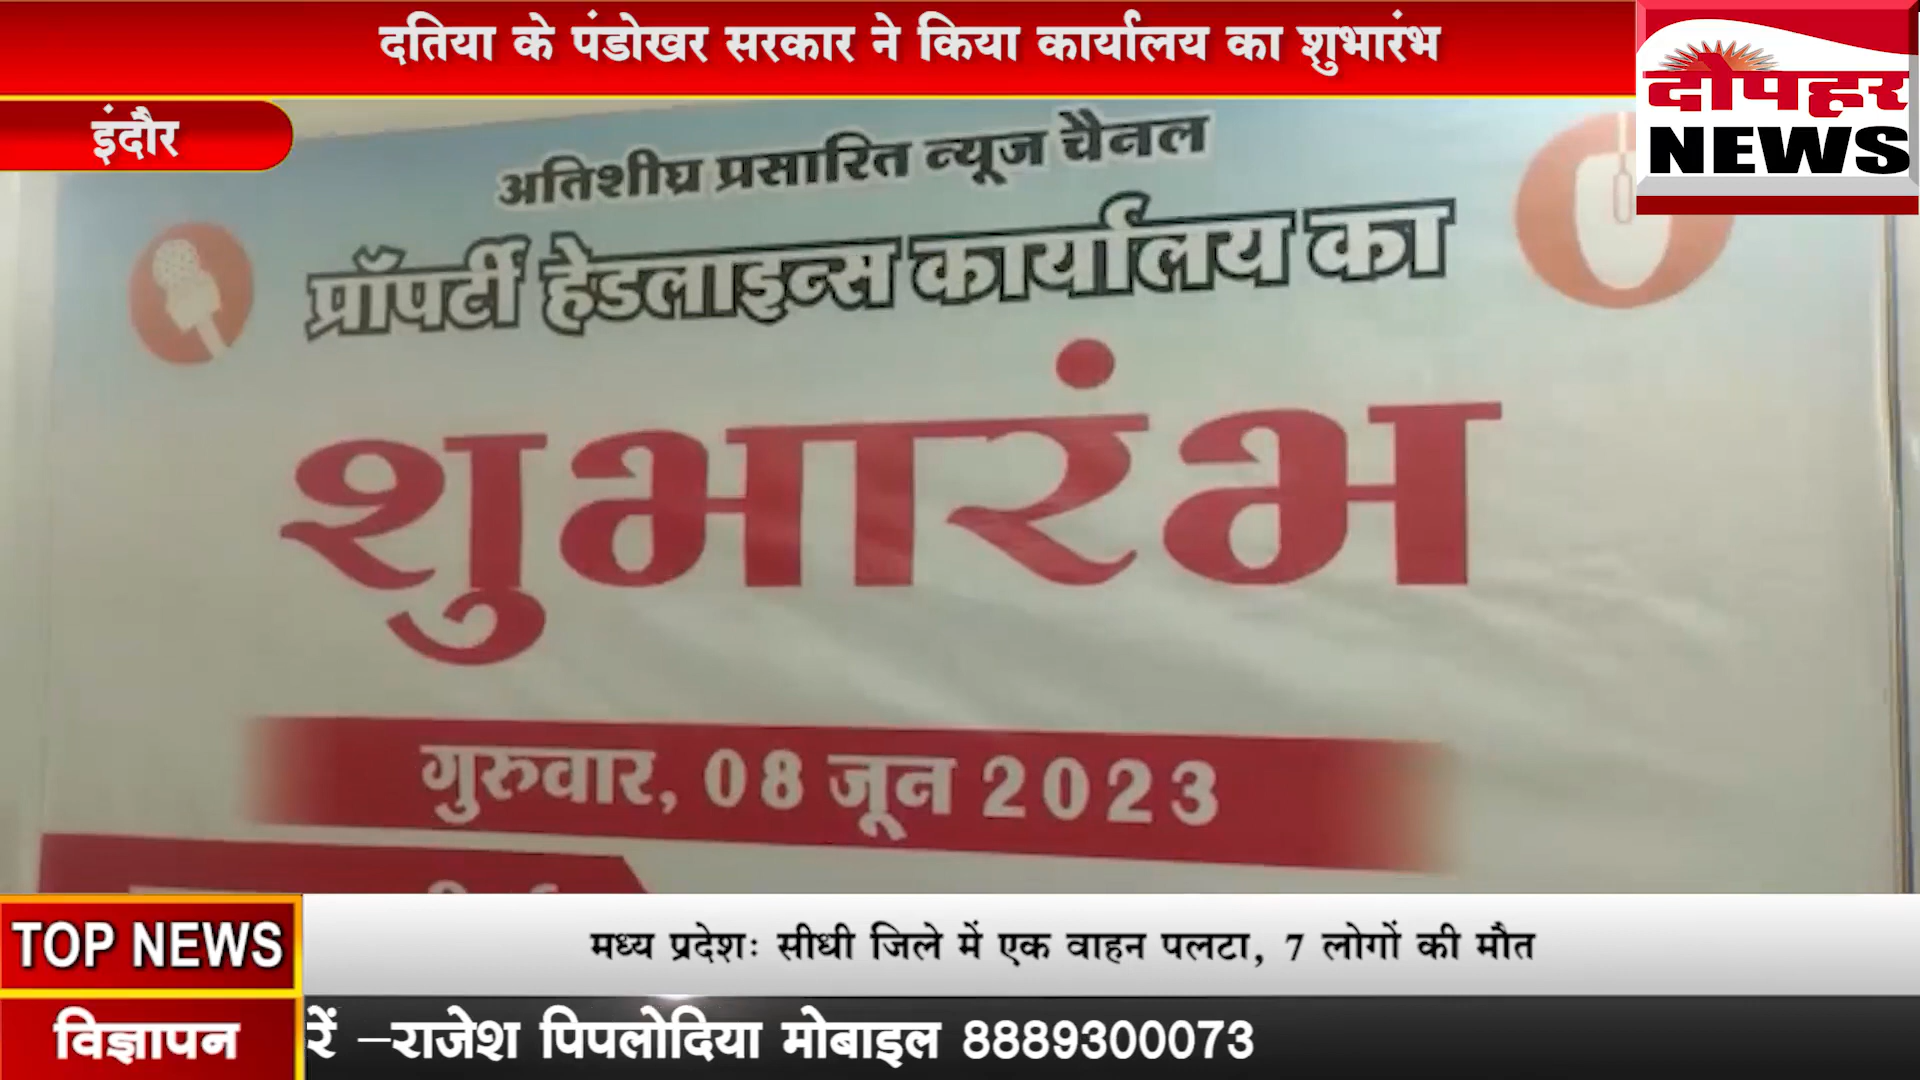 दतिया के पंडोखर सरकार ने किया कार्यालय का शुभारंभ
दोपहर
NEWS
इंदौर
अतिशीघ्र प्रसारित न्यूज चैनल
प्रॉपर्टी हेडलाइन्स कार्यालय का
शुभारंभ
गुरुवार, 08 जून 2023
TOP NEWS
मध्य प्रदेश: सीधी जिले में एक वाहन पलटा, 7 लोगों की मौत
विज्ञापन
रें –राजेश पिपलोदिया मोबाइल 8889300073